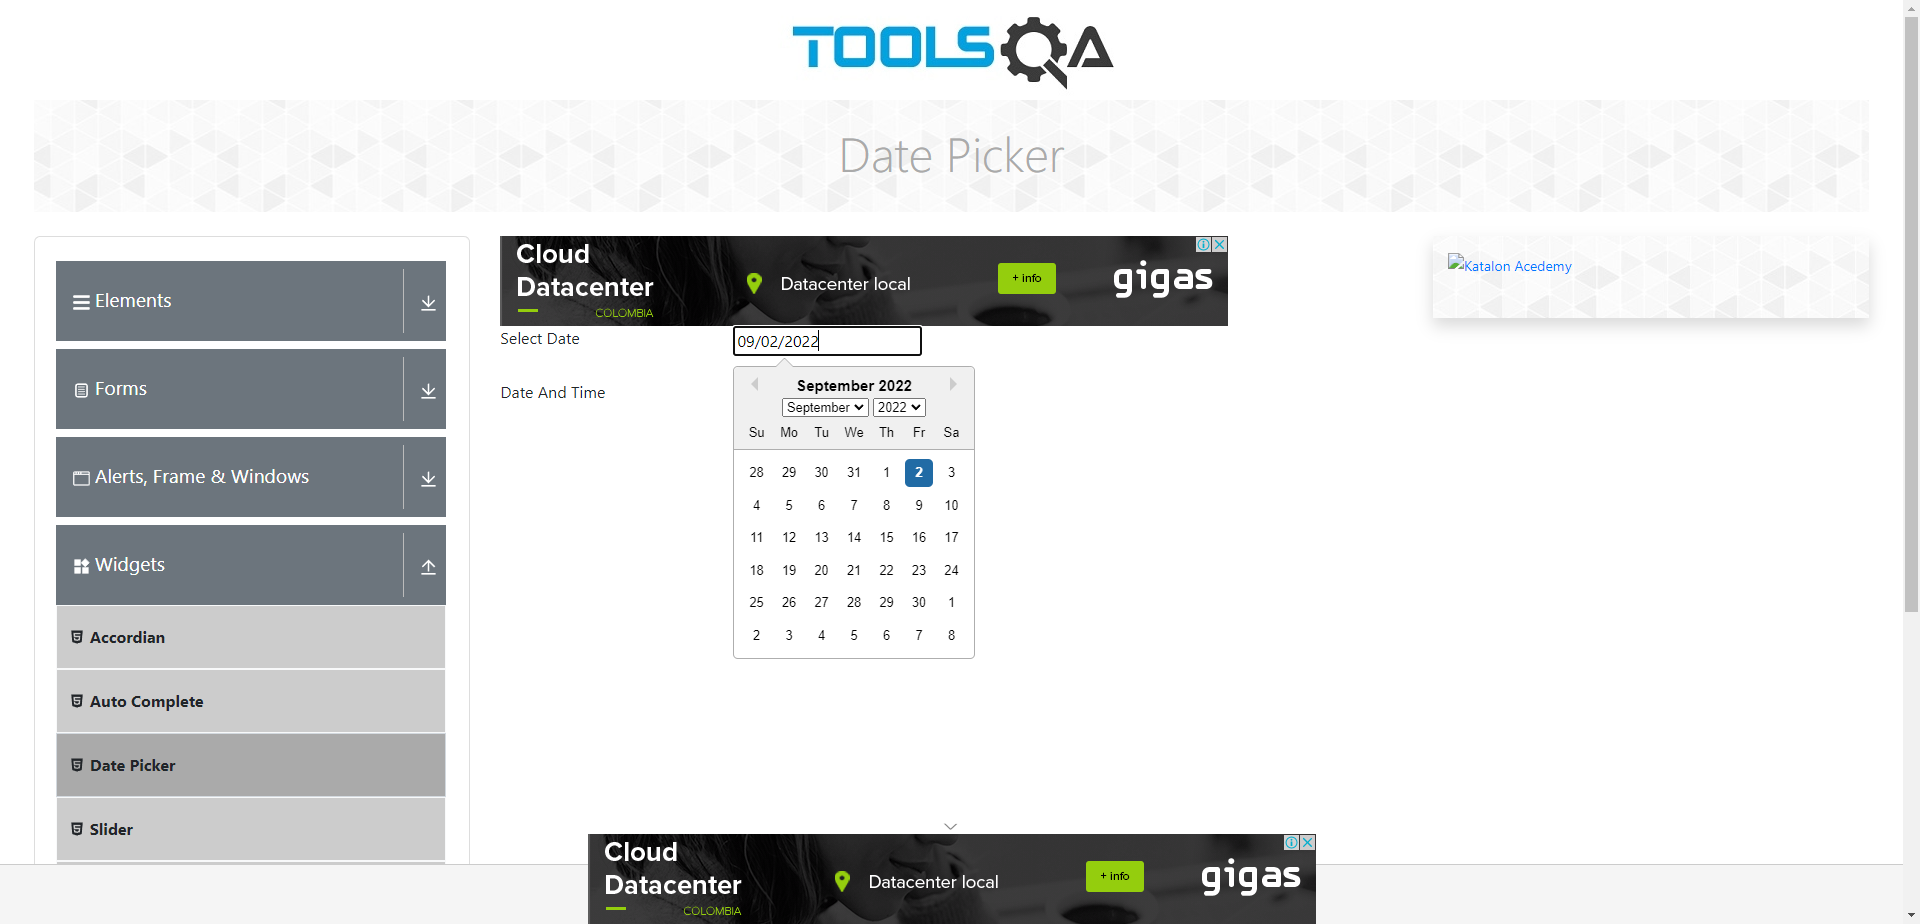 TOOLSQA
Date Picker
Elements
Forms
Alerts, Frame & Windows
Widgets
Accordian
Auto Complete
Date Picker
Slider
Cloud
Datacenter
COLOMBIA
Datacenter local
+ info
gigas
Select Date
09/02/2022
Date And Time
September 2022
September 2022
Su Mo Tu We Th Fr Sa
28 29 30 31 1 2 3
4 5 6 7 8 9 10
11 12 13 14 15 16 17
18 19 20 21 22 23 24
25 26 27 28 29 30 1
2 3 4 5 6 7 8
Katalon Acedemy
Cloud
Datacenter
COLOMBIA
Datacenter local
+ info
gigas